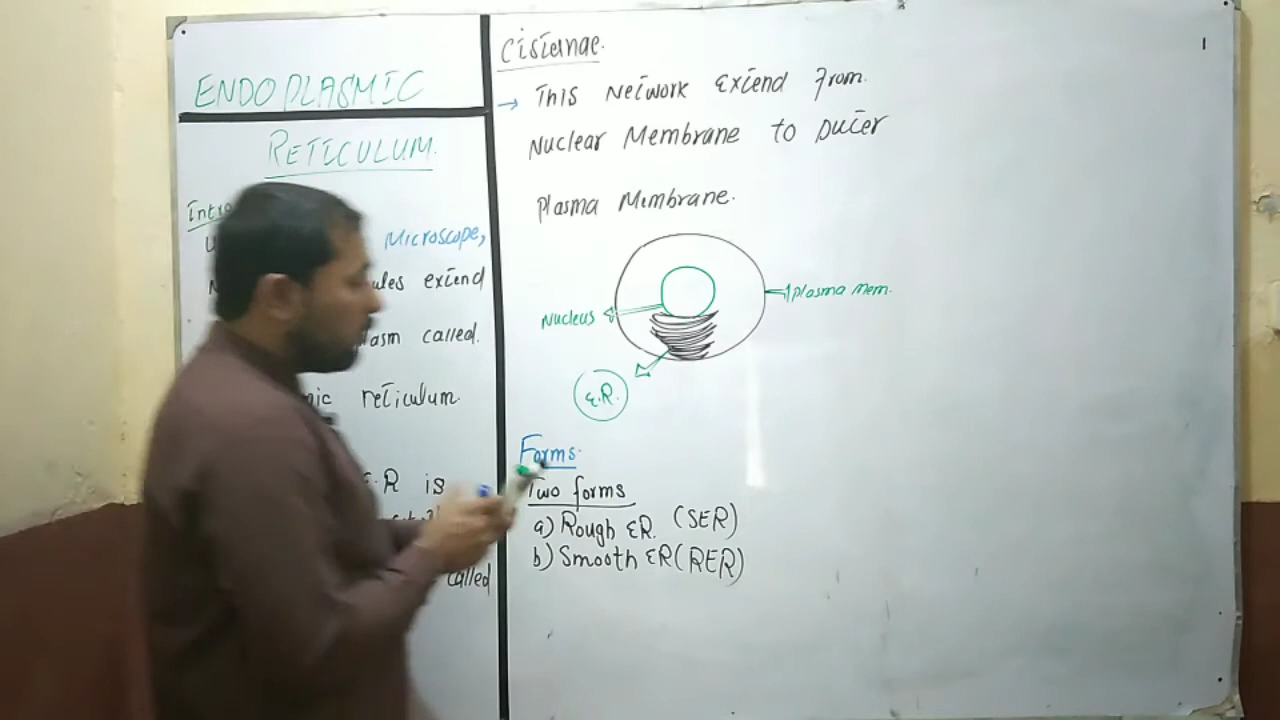 ENDOPLASMIC
RETICULUM.
Intro
Microscope,
ules extend
asm called.
ic reticulum.
E.R is
called
Cisternae.
→ This Network Extend From
Nuclear Membrane to Outer
Plasma Membrane.
Plasma Mem.
Nucleus
E.R.
Forms.
Two forms
a) Rough ER. (SER)
b) Smooth ER (RER)
1